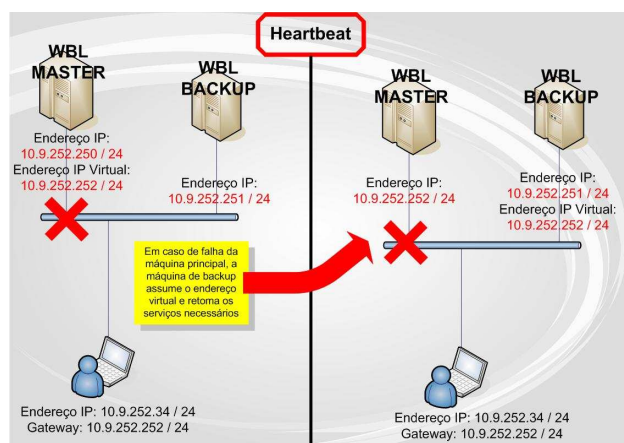 Heartbeat
WBL
MASTER
WBL
BACKUP
Endereço IP:
10.9.252.250 / 24
Endereço IP Virtual:
10.9.252.252 / 24
Endereço IP:
10.9.252.251 / 24
Em caso de falha da
máquina principal, a
máquina de backup
assume o endereço
virtual e retoma os
serviços necessários
Endereço IP: 10.9.252.34 / 24
Gateway: 10.9.252.252 / 24
WBL
MASTER
WBL
BACKUP
Endereço IP:
10.9.252.252 / 24
Endereço IP:
10.9.252.251 / 24
Endereço IP Virtual:
10.9.252.252 / 24
Endereço IP: 10.9.252.34 / 24
Gateway: 10.9.252.252 / 24